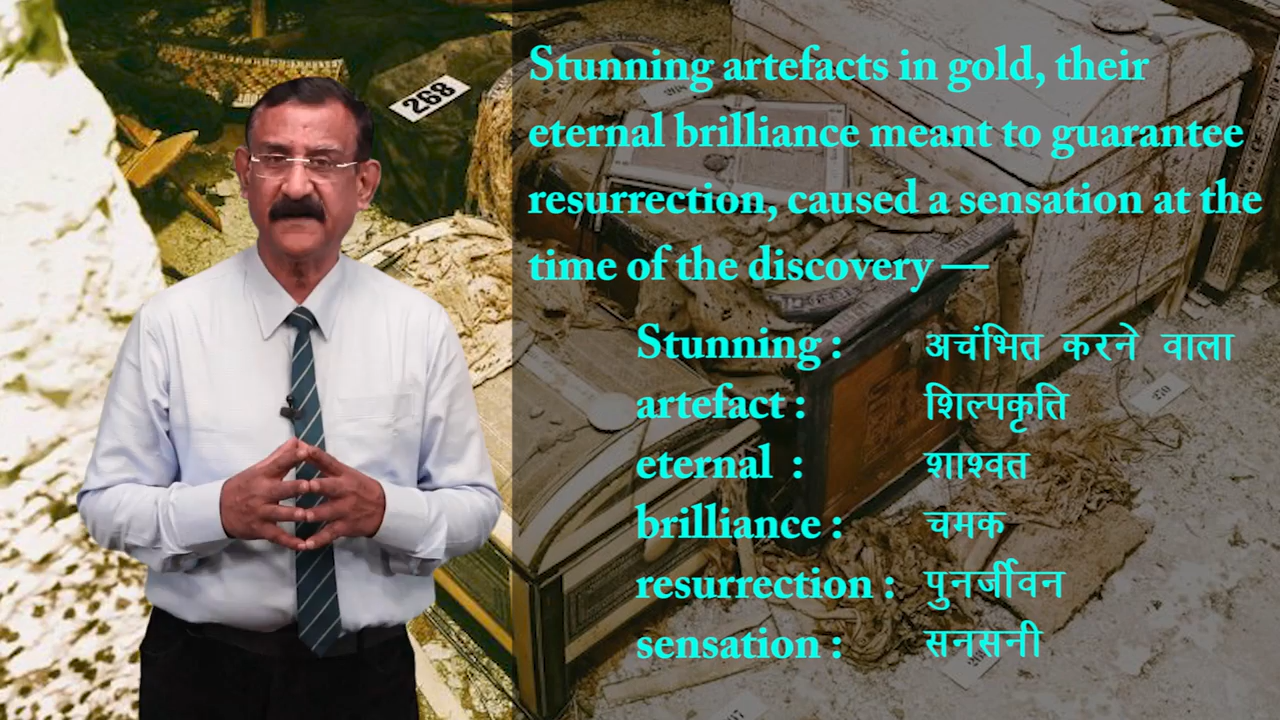 268
Stunning artefacts in gold, their
eternal brilliance meant to guarantee
resurrection, caused a sensation at the
time of the discovery —
Stunning : अचंभित करने वाला
artefact : शिल्पकृति
eternal : शाश्वत
brilliance : चमक
resurrection : पुनर्जीवन
sensation : सनसनी